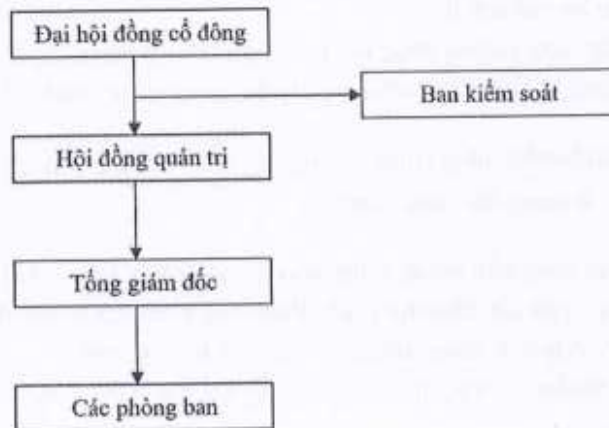 Đại hội đồng cổ đông
Ban kiểm soát
Hội đồng quản trị
Tổng giám đốc
Các phòng ban